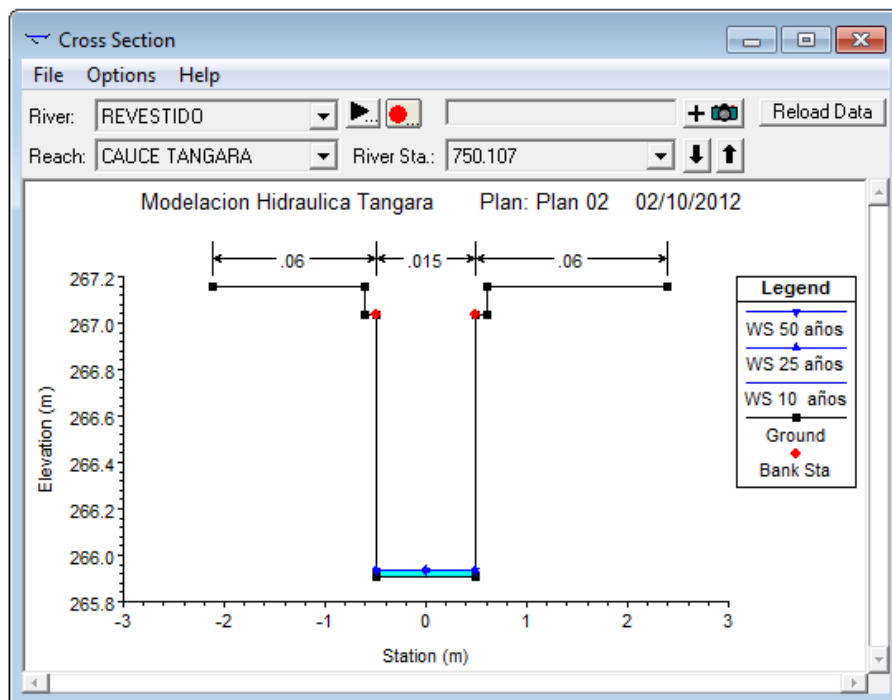 Cross Section
File Options Help
River: REVESTIDO Reload Data
Reach: CAUCE TANGARA River Sta.: 750.107
Modelacion Hidraulica Tangara Plan: Plan 02 02/10/2012
.06 .015 .06
267.2
267.0
266.8
266.6
266.4
266.2
266.0
265.8
Elevation (m)
-3 -2 -1 0 1 2 3
Station (m)
Legend
WS 50 años
WS 25 años
WS 10 años
Ground
Bank Sta